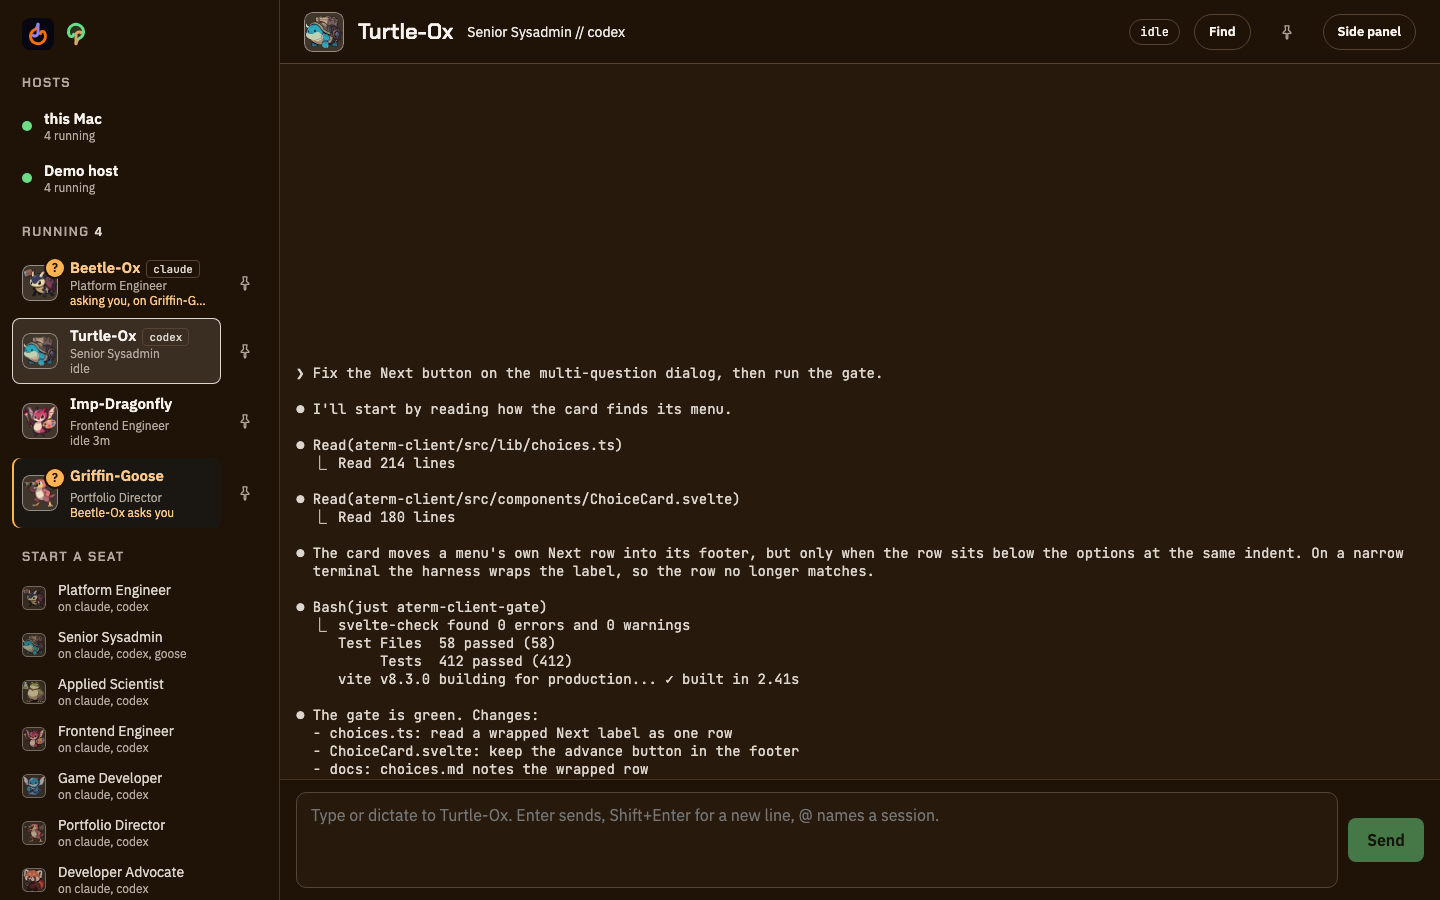 HOSTS
this Mac
4 running
Demo host
4 running
RUNNING 4
?
Beetle-Ox claude
Platform Engineer
asking you, on Griffin-G...
Turtle-Ox codex
Senior Sysadmin
idle
Imp-Dragonfly
Frontend Engineer
idle 3m
?
Griffin-Goose
Portfolio Director
Beetle-Ox asks you
START A SEAT
Platform Engineer
on claude, codex
Senior Sysadmin
on claude, codex, goose
Applied Scientist
on claude, codex
Frontend Engineer
on claude, codex
Game Developer
on claude, codex
Portfolio Director
on claude, codex
Developer Advocate
on claude, codex
Turtle-Ox Senior Sysadmin // codex
idle
Find
Side panel
❯ Fix the Next button on the multi-question dialog, then run the gate.
● I'll start by reading how the card finds its menu.
● Read(aterm-client/src/lib/choices.ts)
⎿ Read 214 lines
● Read(aterm-client/src/components/ChoiceCard.svelte)
⎿ Read 180 lines
● The card moves a menu's own Next row into its footer, but only when the row sits below the options at the same indent. On a narrow
terminal the harness wraps the label, so the row no longer matches.
● Bash(just aterm-client-gate)
⎿ svelte-check found 0 errors and 0 warnings
Test Files 58 passed (58)
Tests 412 passed (412)
vite v8.3.0 building for production... ✓ built in 2.41s
● The gate is green. Changes:
- choices.ts: read a wrapped Next label as one row
- ChoiceCard.svelte: keep the advance button in the footer
- docs: choices.md notes the wrapped row
Type or dictate to Turtle-Ox. Enter sends, Shift+Enter for a new line, @ names a session.
Send